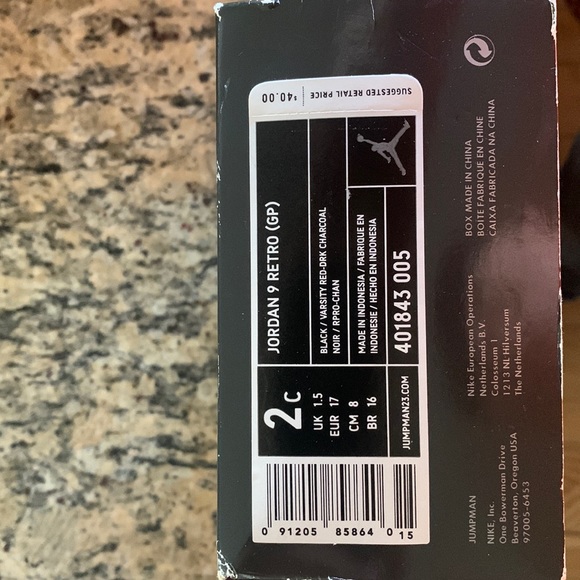 SUGGESTED RETAIL PRICE
$40.00
JORDAN 9 RETRO (GP)
BLACK / VARSITY RED-DRK CHARCOAL
NOIR / RPRO-CHAN
MADE IN INDONESIA / FABRIQUE EN
INDONESIE / HECHO EN INDONESIA
401843 005
2C
UK 1.5
EUR 17
CM 8
BR 16
JUMPMAN23.COM
0 91205 85864 0 15
BOX MADE IN CHINA
BOITE FABRIQUE EN CHINE
CAIXA FABRICADA NA CHINA
Nike European Operations
Netherlands B.V.
Colosseum 1
1213 NL Hilversum
The Netherlands
JUMPMAN
NIKE, Inc.
One Bowerman Drive
Beaverton, Oregon USA
97005-6453